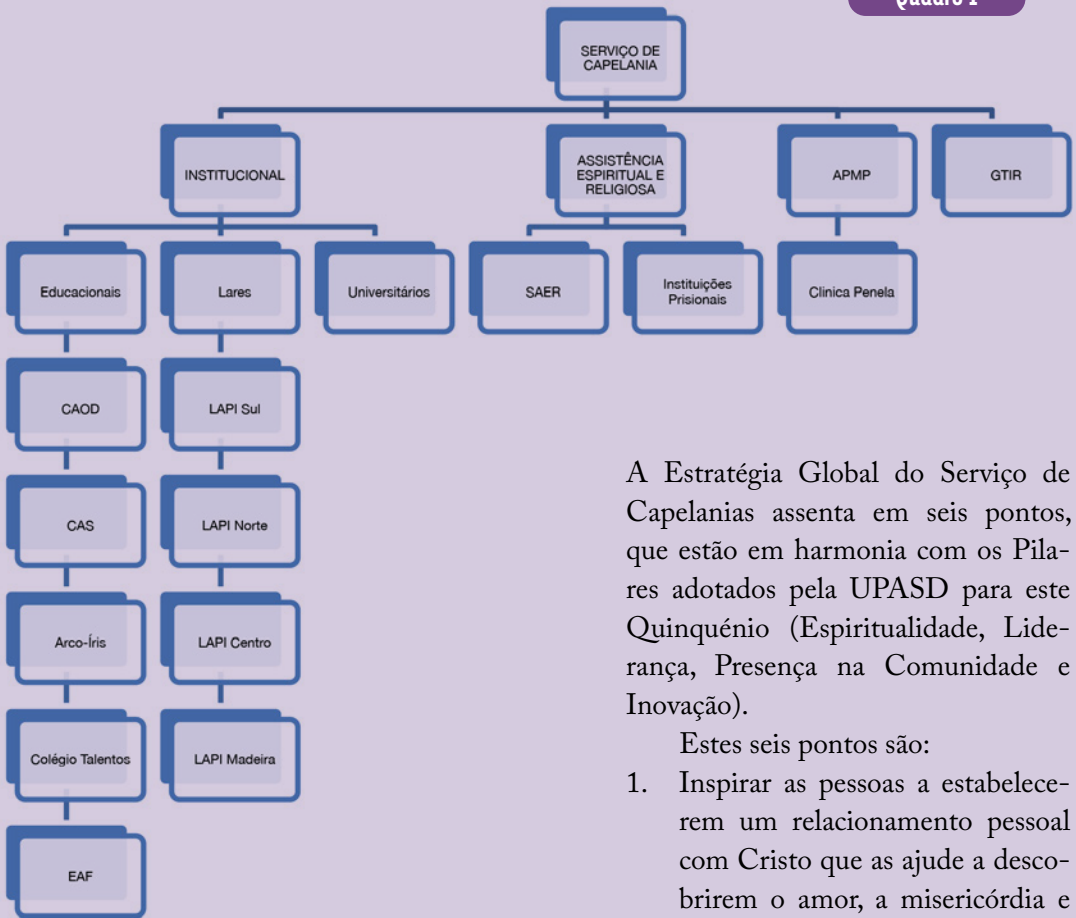 Quadro 1
SERVIÇO DE
CAPELANIA
INSTITUCIONAL
ASSISTÊNCIA
ESPIRITUAL E
RELIGIOSA
APMP
GTIR
Educacionais
Lares
Universitários
SAER
Instituições
Prisionais
Clinica Penela
CAOD
LAPI Sul
CAS
LAPI Norte
Arco-Íris
LAPI Centro
Colégio Talentos
LAPI Madeira
EAF
A Estratégia Global do Serviço de
Capelanias assenta em seis pontos,
que estão em harmonia com os Pila-
res adotados pela UPASD para este
Quinquénio (Espiritualidade, Lide-
rança, Presença na Comunidade e
Inovação).
Estes seis pontos são:
1. Inspirar as pessoas a estabelece-
rem um relacionamento pessoal
com Cristo que as ajude a desco-
brirem o amor, a misericórdia e